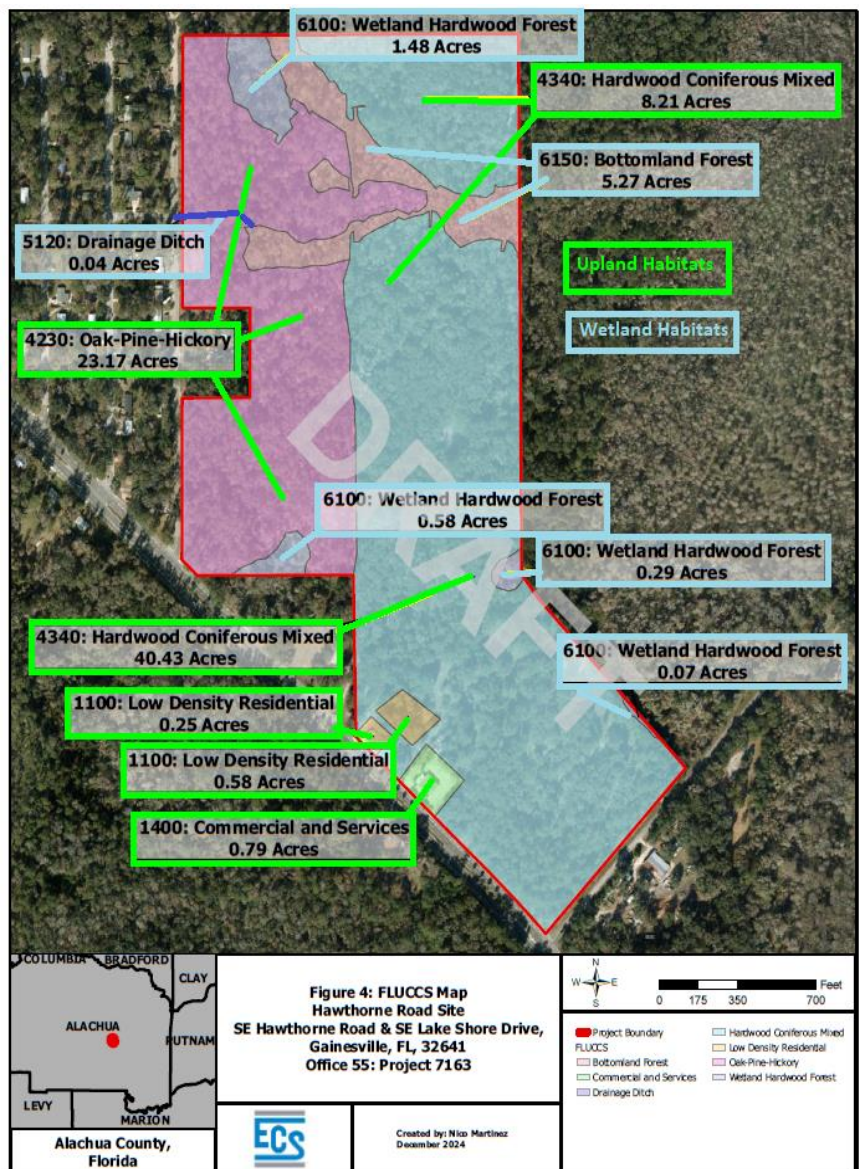 6100: Wetland Hardwood Forest
1.48 Acres
4340: Hardwood Coniferous Mixed
8.21 Acres
6150: Bottomland Forest
5.27 Acres
5120: Drainage Ditch
0.04 Acres
Upland Habitats
Wetland Habitats
4230: Oak-Pine-Hickory
23.17 Acres
DRAFT
6100: Wetland Hardwood Forest
0.58 Acres
6100: Wetland Hardwood Forest
0.29 Acres
4340: Hardwood Coniferous Mixed
40.43 Acres
6100: Wetland Hardwood Forest
0.07 Acres
1100: Low Density Residential
0.25 Acres
1100: Low Density Residential
0.58 Acres
1400: Commercial and Services
0.79 Acres
COLUMBIA
BRADFORD
CLAY
ALACHUA
PUTNAM
LEVY
MARION
Alachua County,
Florida
Figure 4: FLUCCS Map
Hawthorne Road Site
SE Hawthorne Road & SE Lake Shore Drive,
Gainesville, FL, 32641
Office 55: Project 7163
ECS
Created by: Nico Martinez
December 2024
N
W E
S
Feet
0 175 350 700
Project Boundary
FLUCCS
Bottomland Forest
Commercial and Services
Drainage Ditch
Hardwood Coniferous Mixed
Low Density Residential
Oak-Pine-Hickory
Wetland Hardwood Forest